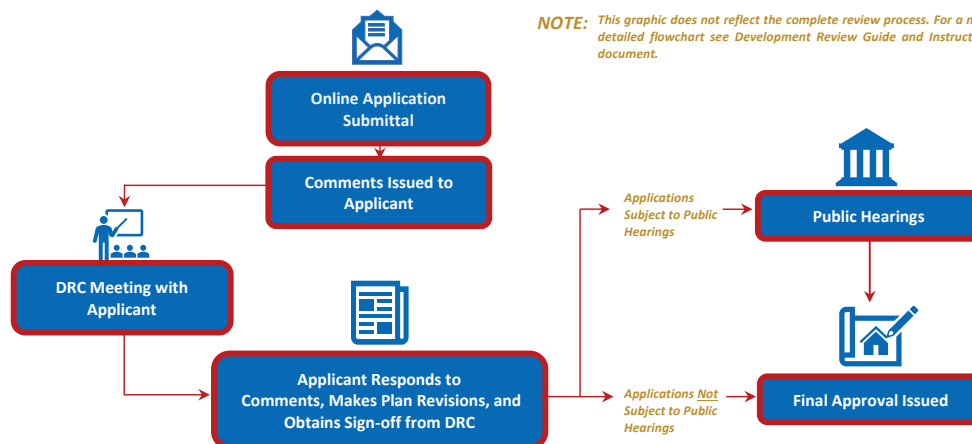 NOTE: This graphic does not reflect the complete review process. For a
detailed flowchart see Development Review Guide and
document.
Online Application
Submittal
Comments Issued to
Applicant
DRC Meeting with
Applicant
Applicant Responds to
Comments, Makes Plan Revisions, and
Obtains Sign-off from DRC
Applications
Subject to Public
Hearings
Public Hearings
Applications Not
Subject to Public
Hearings
Final Approval Issued